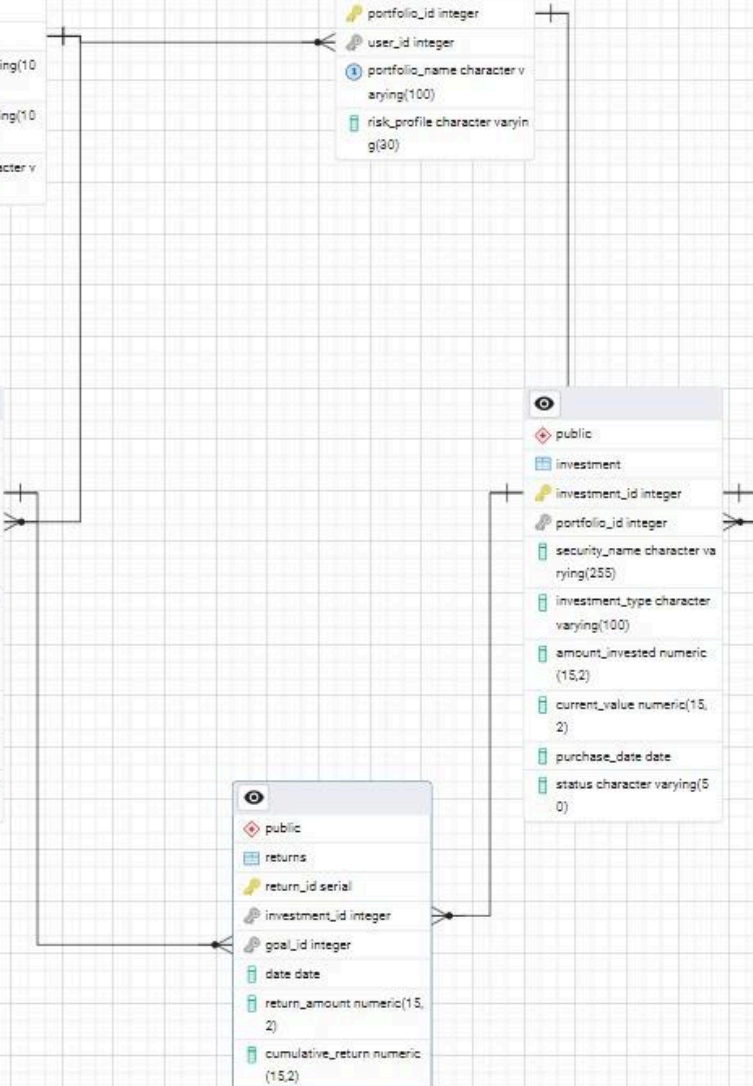 portfolio_id integer
user_id integer
portfolio_name character v
arying(100)
risk_profile character varyin
g(30)
ing(10
ing(10
acter v
public
investment
investment_id integer
portfolio_id integer
security_name character va
rying(255)
investment_type character
varying(100)
amount_invested numeric
(15,2)
current_value numeric(15,
2)
purchase_date date
status character varying(5
0)
public
returns
return_id serial
investment_id integer
goal_id integer
date date
return_amount numeric(15,
2)
cumulative_return numeric
(15,2)